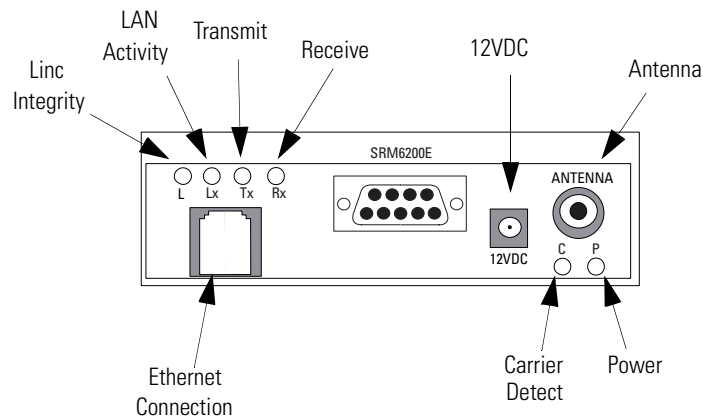 LAN
Activity
Transmit
Receive
12VDC
Antenna
Linc
Integrity
SRM6200E
L Lx Tx Rx
ANTENNA
12VDC
C P
Ethernet
Connection
Carrier
Detect
Power